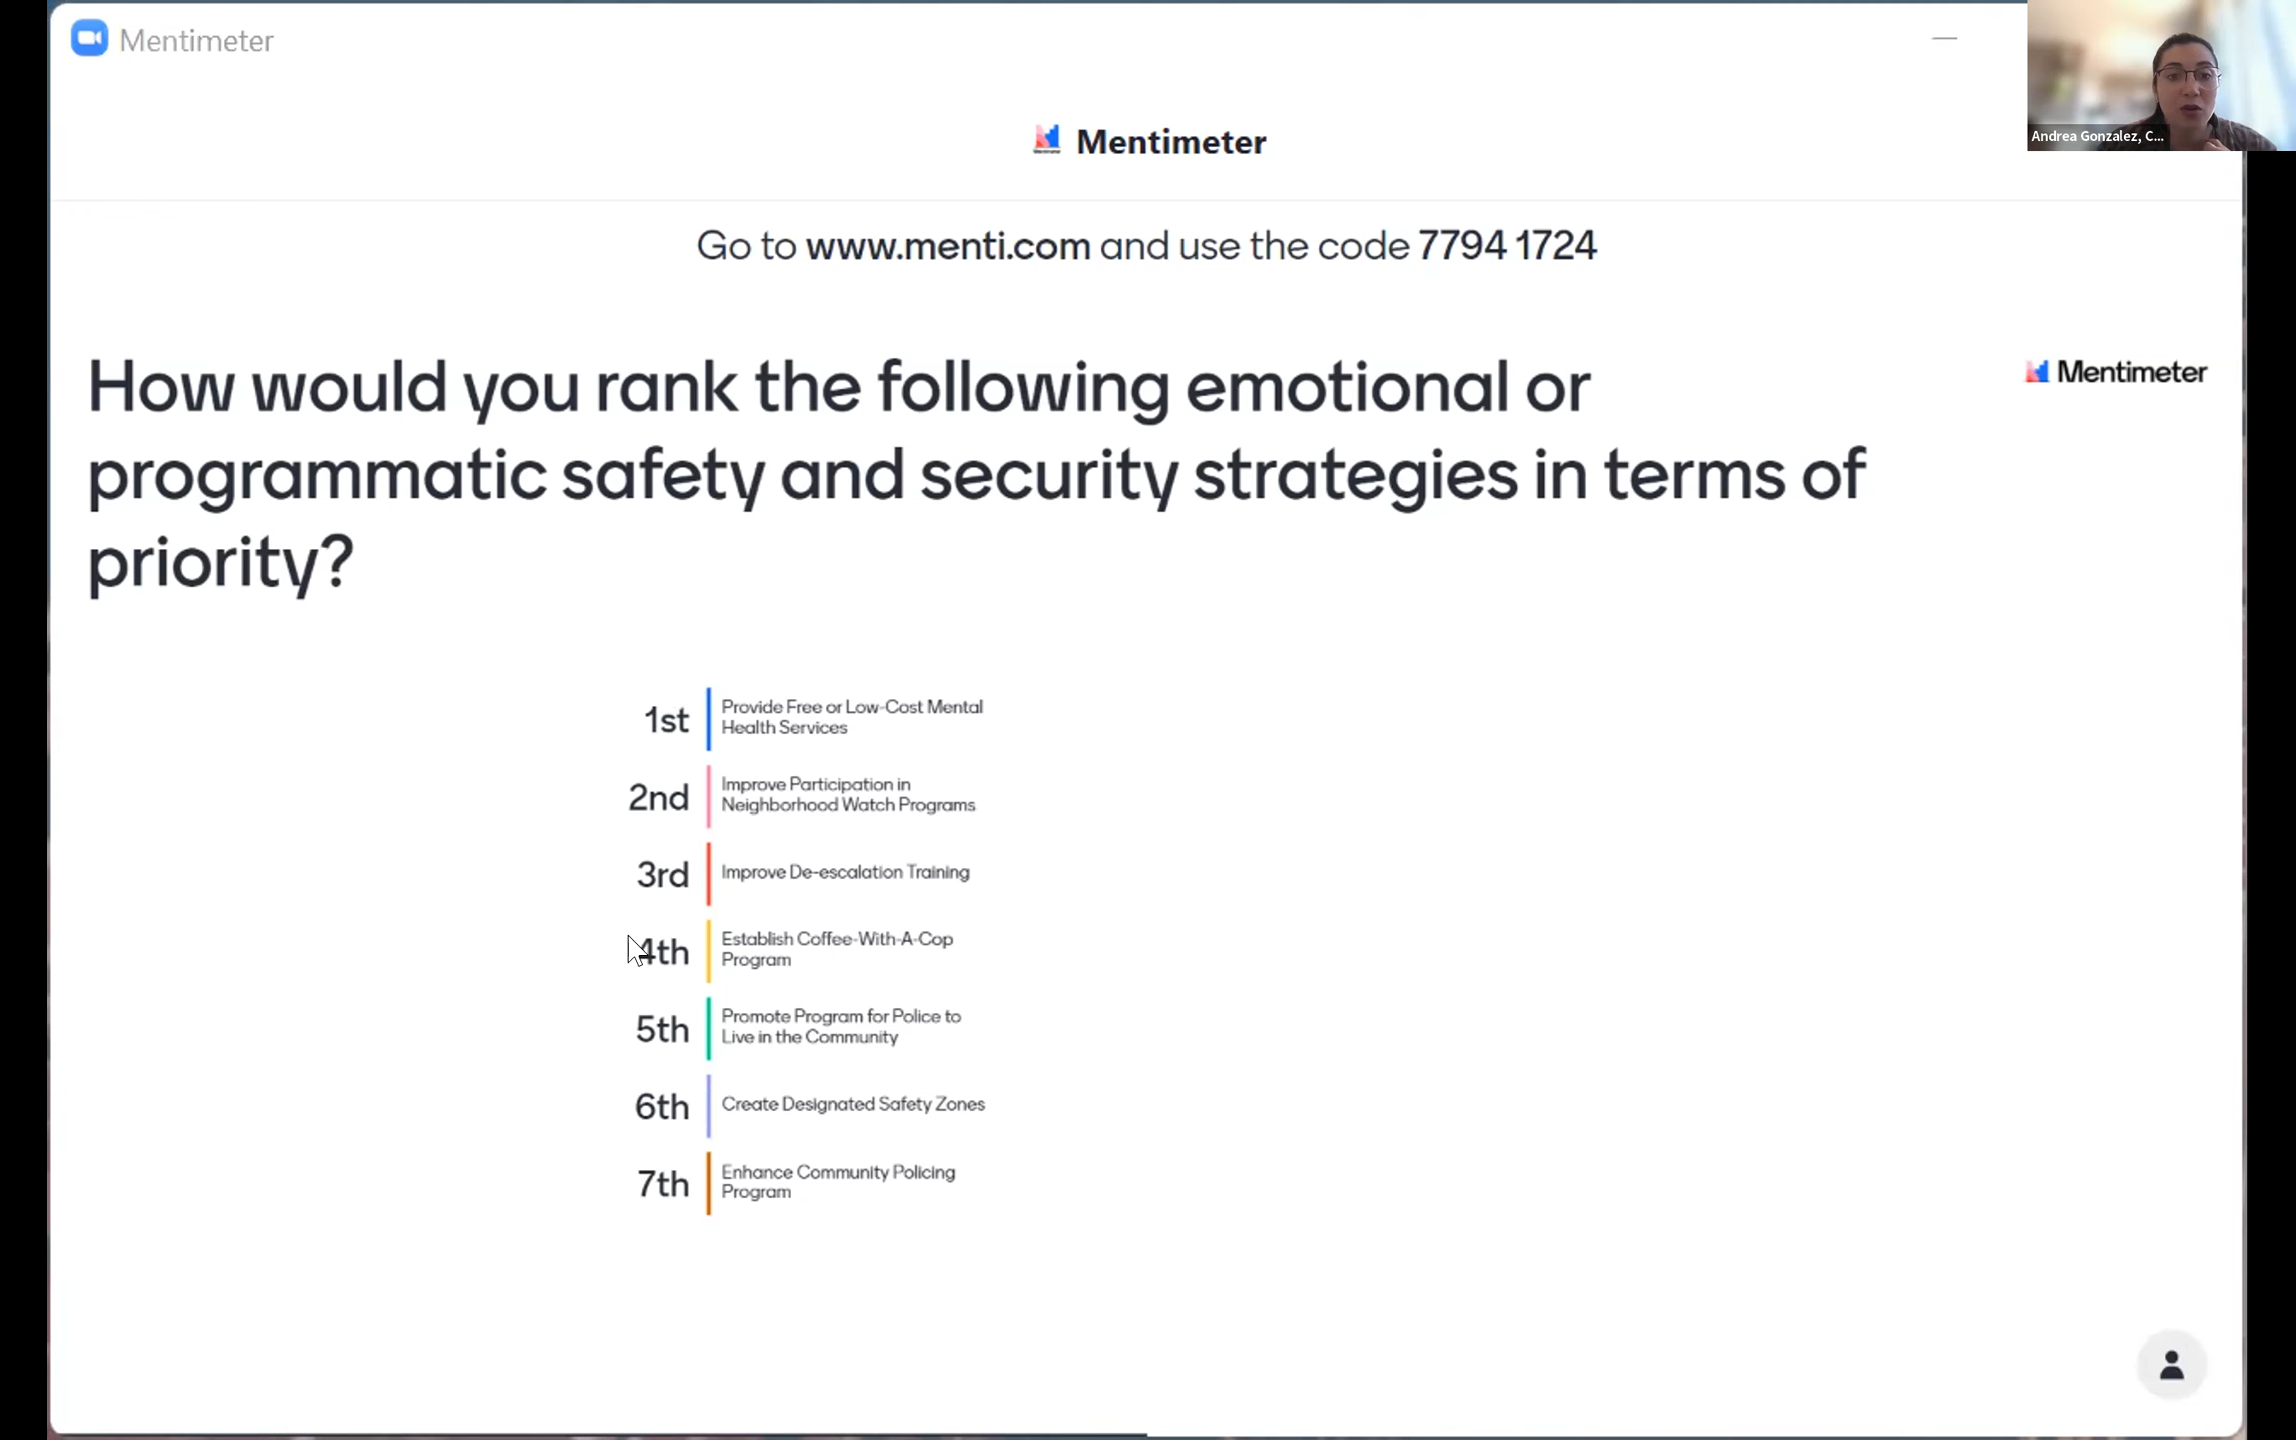 Mentimeter
Mentimeter
Andrea Gonzalez, C...
Go to www.menti.com and use the code 7794 1724
How would you rank the following emotional or
programmatic safety and security strategies in terms of
priority?
Mentimeter
1st
Provide Free or Low-Cost Mental
Health Services
2nd
Improve Participation in
Neighborhood Watch Programs
3rd
Improve De-escalation Training
4th
Establish Coffee-With-A-Cop
Program
5th
Promote Program for Police to
Live in the Community
6th
Create Designated Safety Zones
7th
Enhance Community Policing
Program